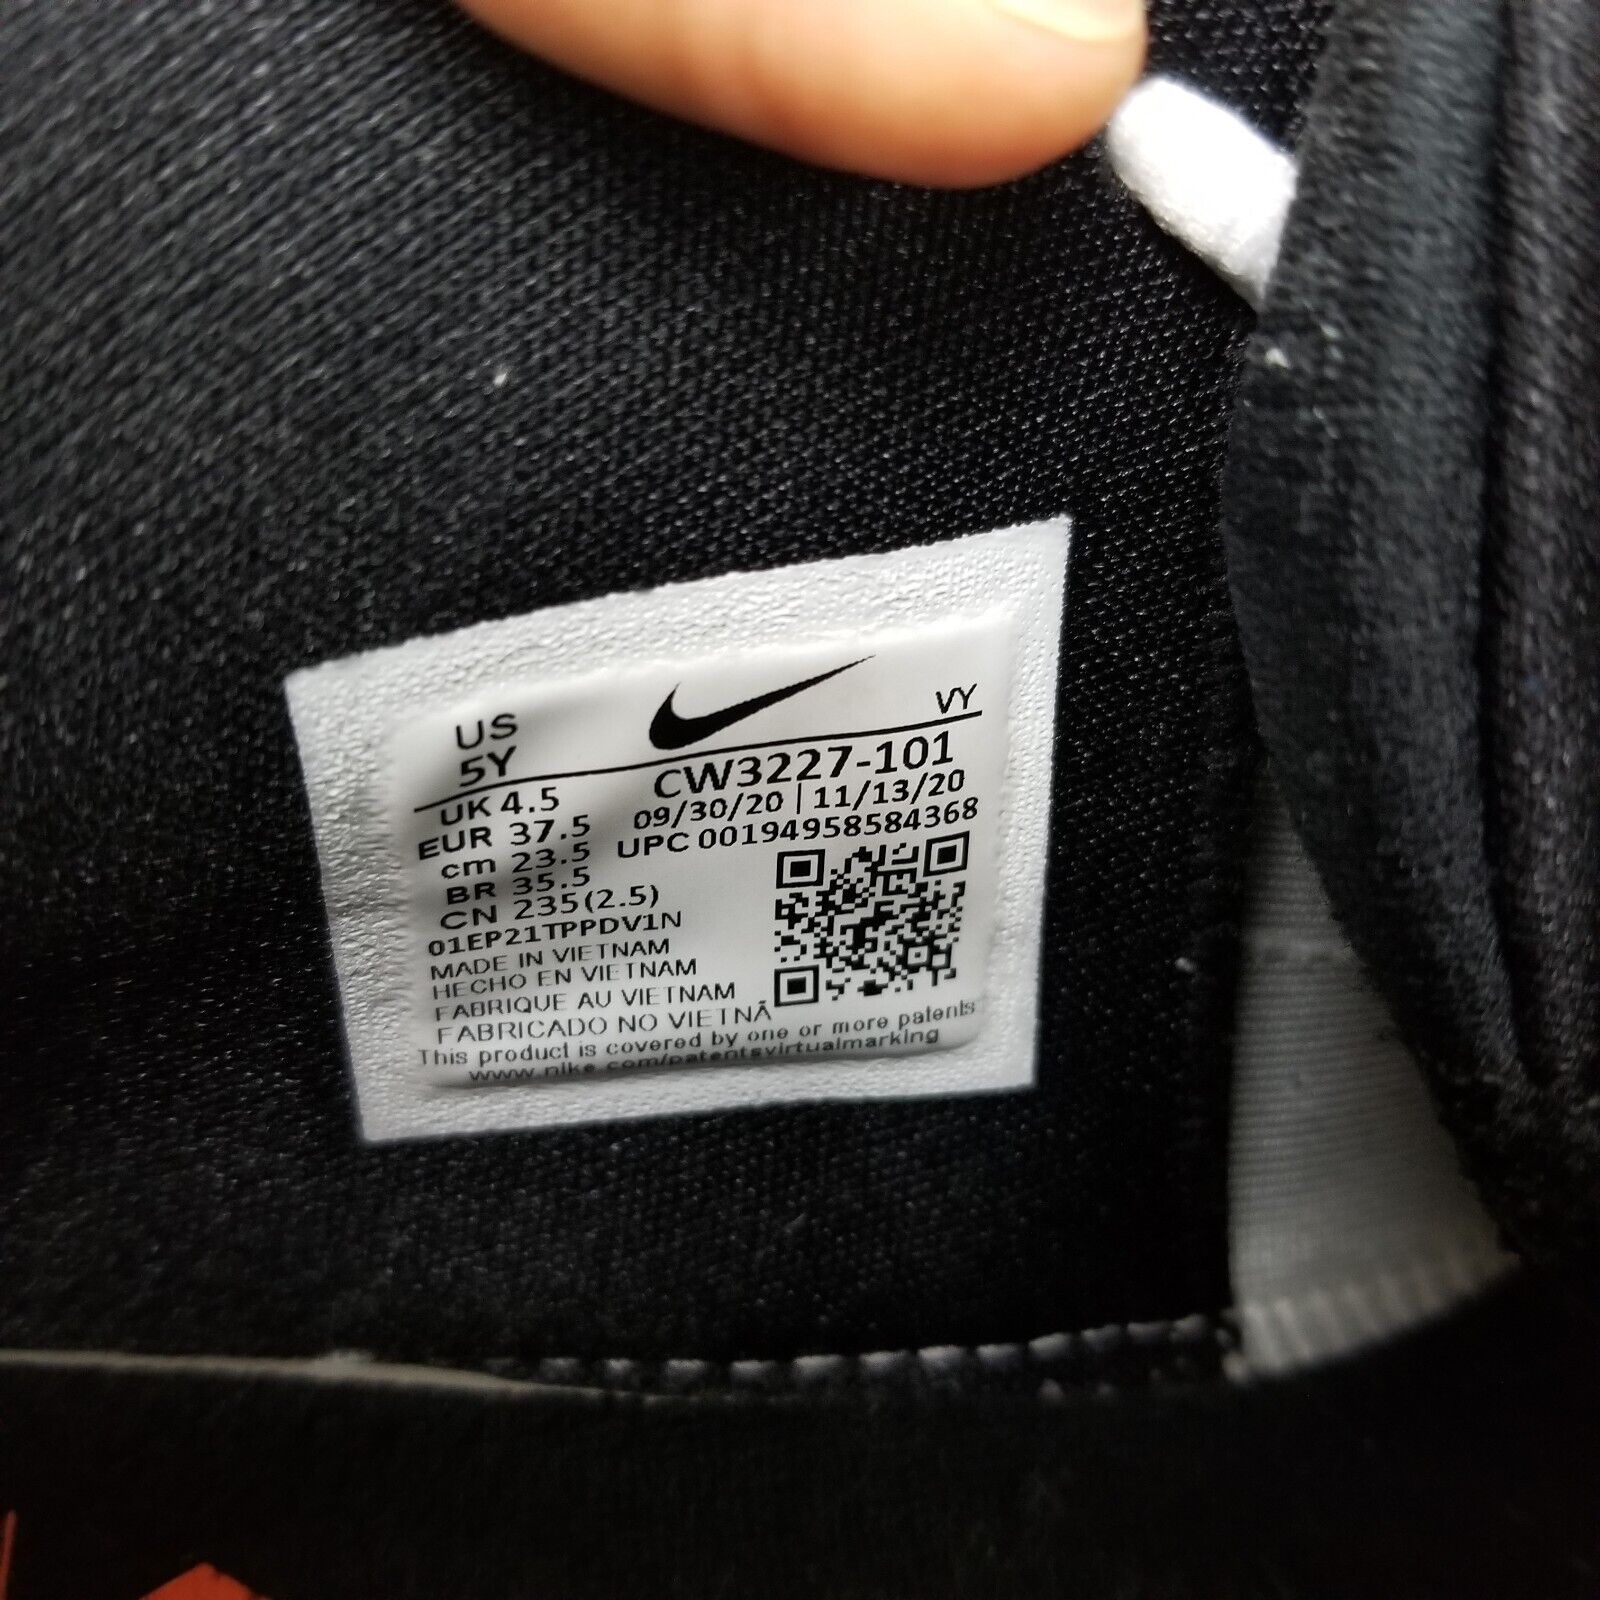 US
5Y
VY
UK 4.5
EUR 37.5
cm 23.5
BR 35.5
CN 235(2.5)
CW3227-101
09/30/20 | 11/13/20
UPC 00194958584368
01EP21TPPDV1N
MADE IN VIETNAM
HECHO EN VIETNAM
FABRIQUE AU VIETNAM
FABRICADO NO VIETNÃ
This product is covered by one or more patents
www.nike.com/patentsvirtualmarking